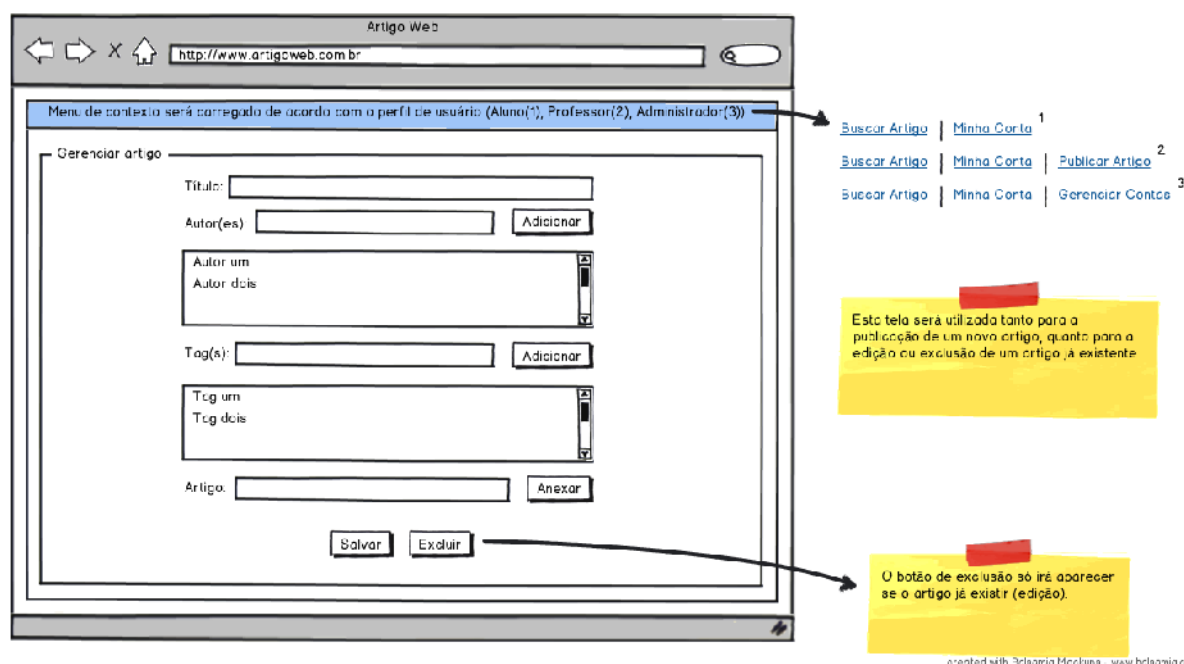 Artigo Web
http://www.artigoweb.com.br
Menu de contexto será carregado de acordo com o perfil de usuário (Aluno(1), Professor(2), Administrador(3))
Buscar Artigo | Minha Conta 1
Buscar Artigo | Minha Conta | Publicar Artigo 2
Buscar Artigo | Minha Conta | Gerenciar Contas 3
Gerenciar artigo
Título:
Autor(es)
Adicionar
Autor um
Autor dois
Tag(s):
Adicionar
Tag um
Tag dois
Artigo:
Anexar
Salvar
Excluir
Esta tela será utilizada tanto para a
publicação de um novo artigo, quanto para a
edição ou exclusão de um artigo já existente
O botão de exclusão só irá aparecer
se o artigo já existir (edição).
created with Balsamiq Mockups - www.balsamiq.c